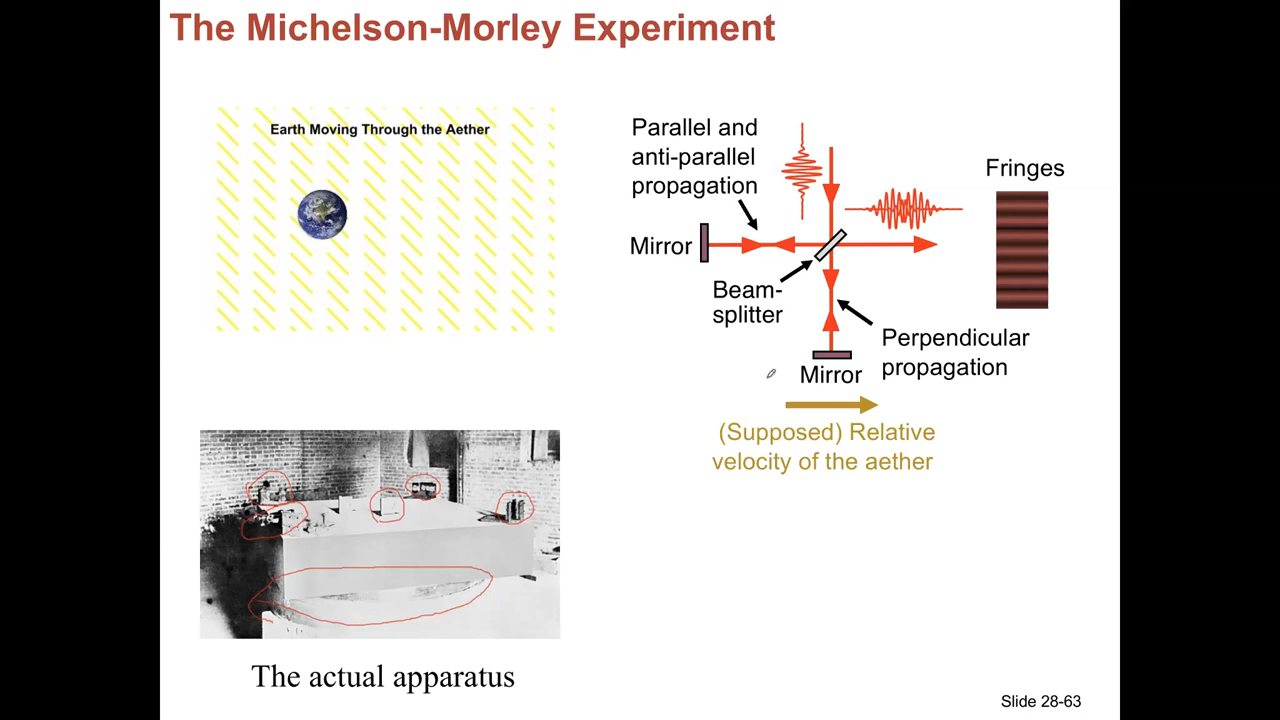 The Michelson-Morley Experiment
Earth Moving Through the Aether
Parallel and
anti-parallel
propagation
Fringes
Mirror
Beam-
splitter
Perpendicular
propagation
Mirror
(Supposed) Relative
velocity of the aether
The actual apparatus
Slide 28-63